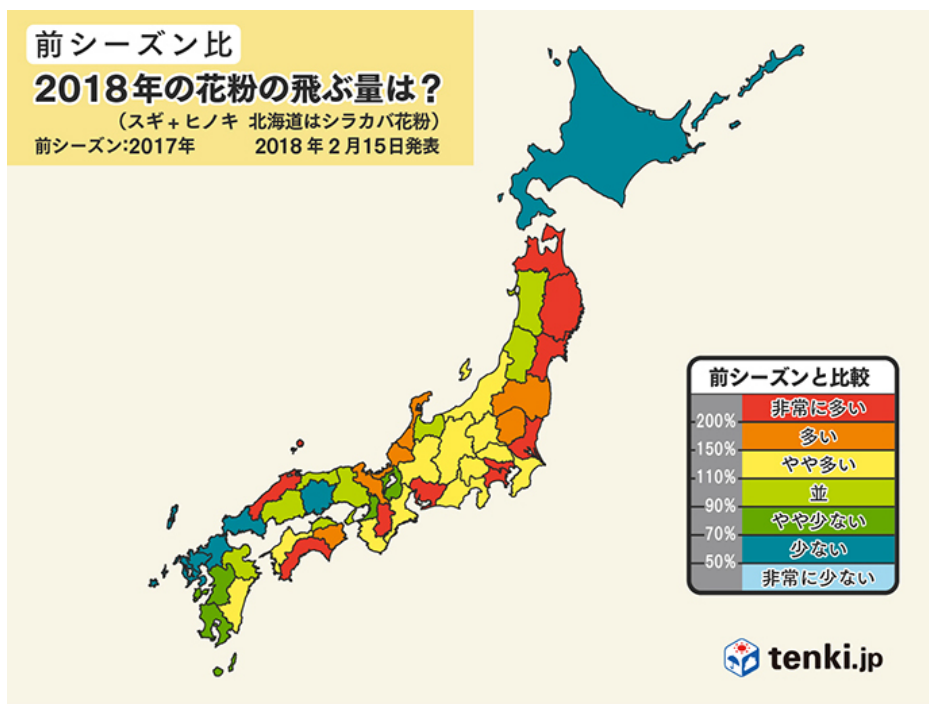 前シーズン比
2018年の花粉の飛ぶ量は？
（スギ＋ヒノキ 北海道はシラカバ花粉）
前シーズン：2017年 2018年2月15日発表
前シーズンと比較
非常に多い
200%
多い
150%
やや多い
110%
並
90%
やや少ない
70%
少ない
50%
非常に少ない
tenki.jp